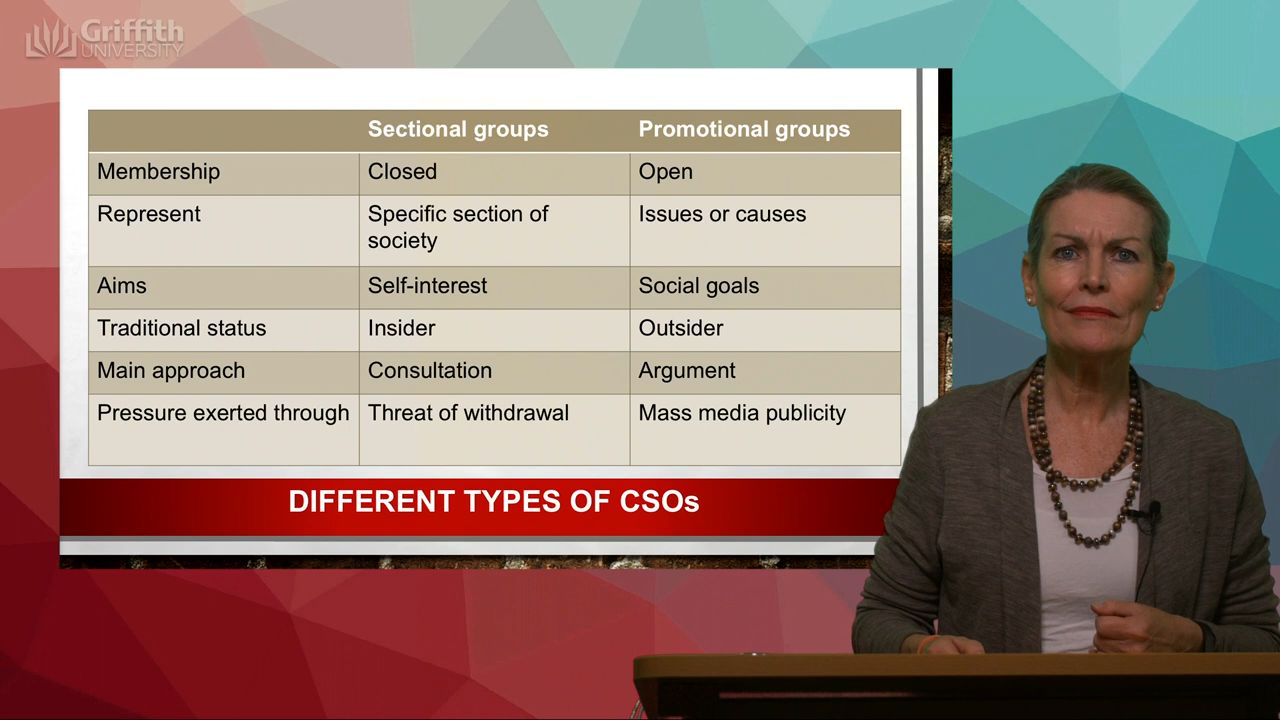 Griffith
UNIVERSITY
Sectional groups Promotional groups
Membership Closed Open
Represent Specific section of society Issues or causes
Aims Self-interest Social goals
Traditional status Insider Outsider
Main approach Consultation Argument
Pressure exerted through Threat of withdrawal Mass media publicity
DIFFERENT TYPES OF CSOs